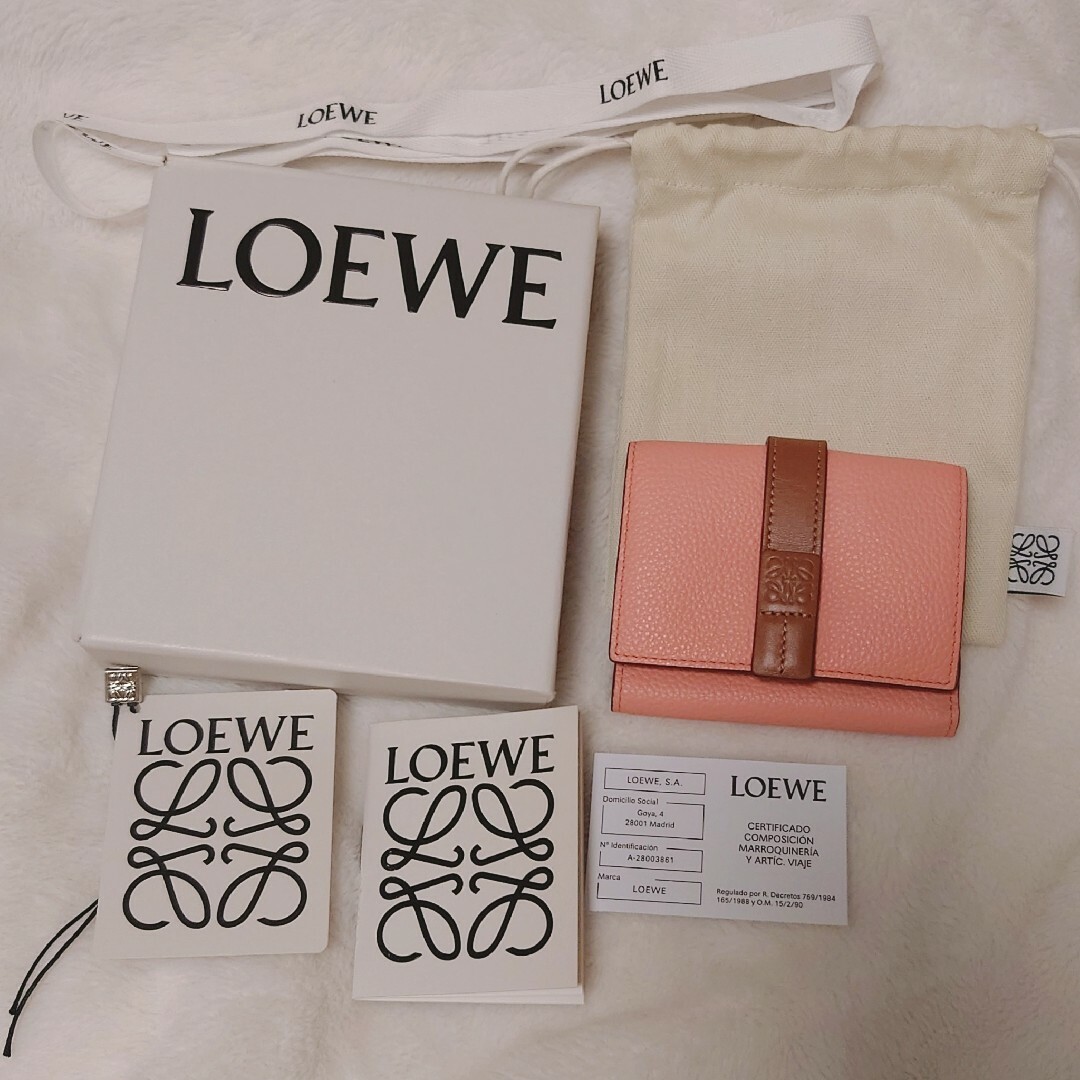 LOEWE
LOEWE
LOEWE
LOEWE
LOEWE
LOEWE, S.A.
Domicilio Social
Goya, 4
28001 Madrid
Nº Identificación
A-28003861
Marca
LOEWE
LOEWE
CERTIFICADO
COMPOSICIÓN
MARROQUINERÍA
Y ARTÍC. VIAJE
Regulado por R. Decretos 769/1984
165/1988 y O.M. 15/2/90